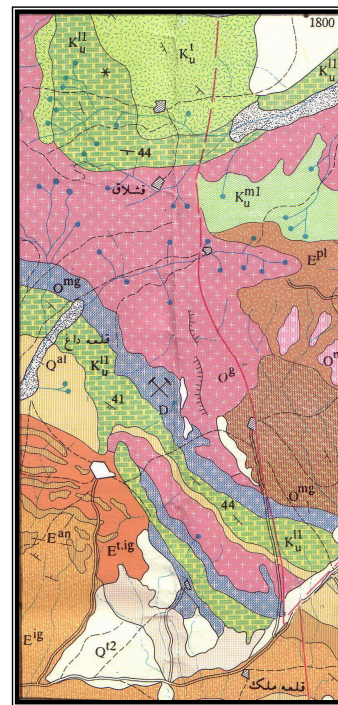 1800
K_u^l1
K_u^t
K_u^l1
44
قشلاق
K_u^m1
E^pl
O^mg
قلعه داغ
Q^al
K_u^l1
O^g
D
41
44
O^mg
E^an
E^t.ig
K_u^l1
E^ig
Q^t2
قلعه ملک